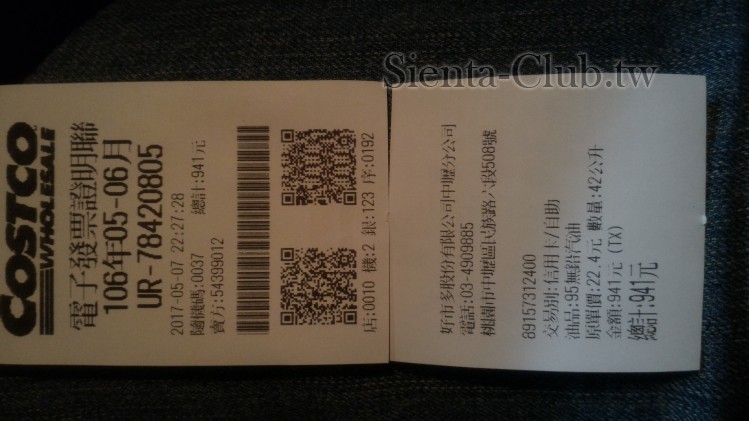 Sienta-Club.tw
COSTCO
WHOLESALE
電子發票證明聯
106年05-06月
UR-78420805
2017-05-07 22:27:28
隨機碼:0037 總計:941元
賣方:54399012
店:0010 機:2 銀:123 序:0192
好市多股份有限公司中壢分公司
電話:03-4909885
桃園市中壢區民族路六段508號
89157312400
交易別:信用卡/自助
油品:95無鉛汽油
原單價:22.4元 數量:42公升
金額:941元 (TX)
總計:941元